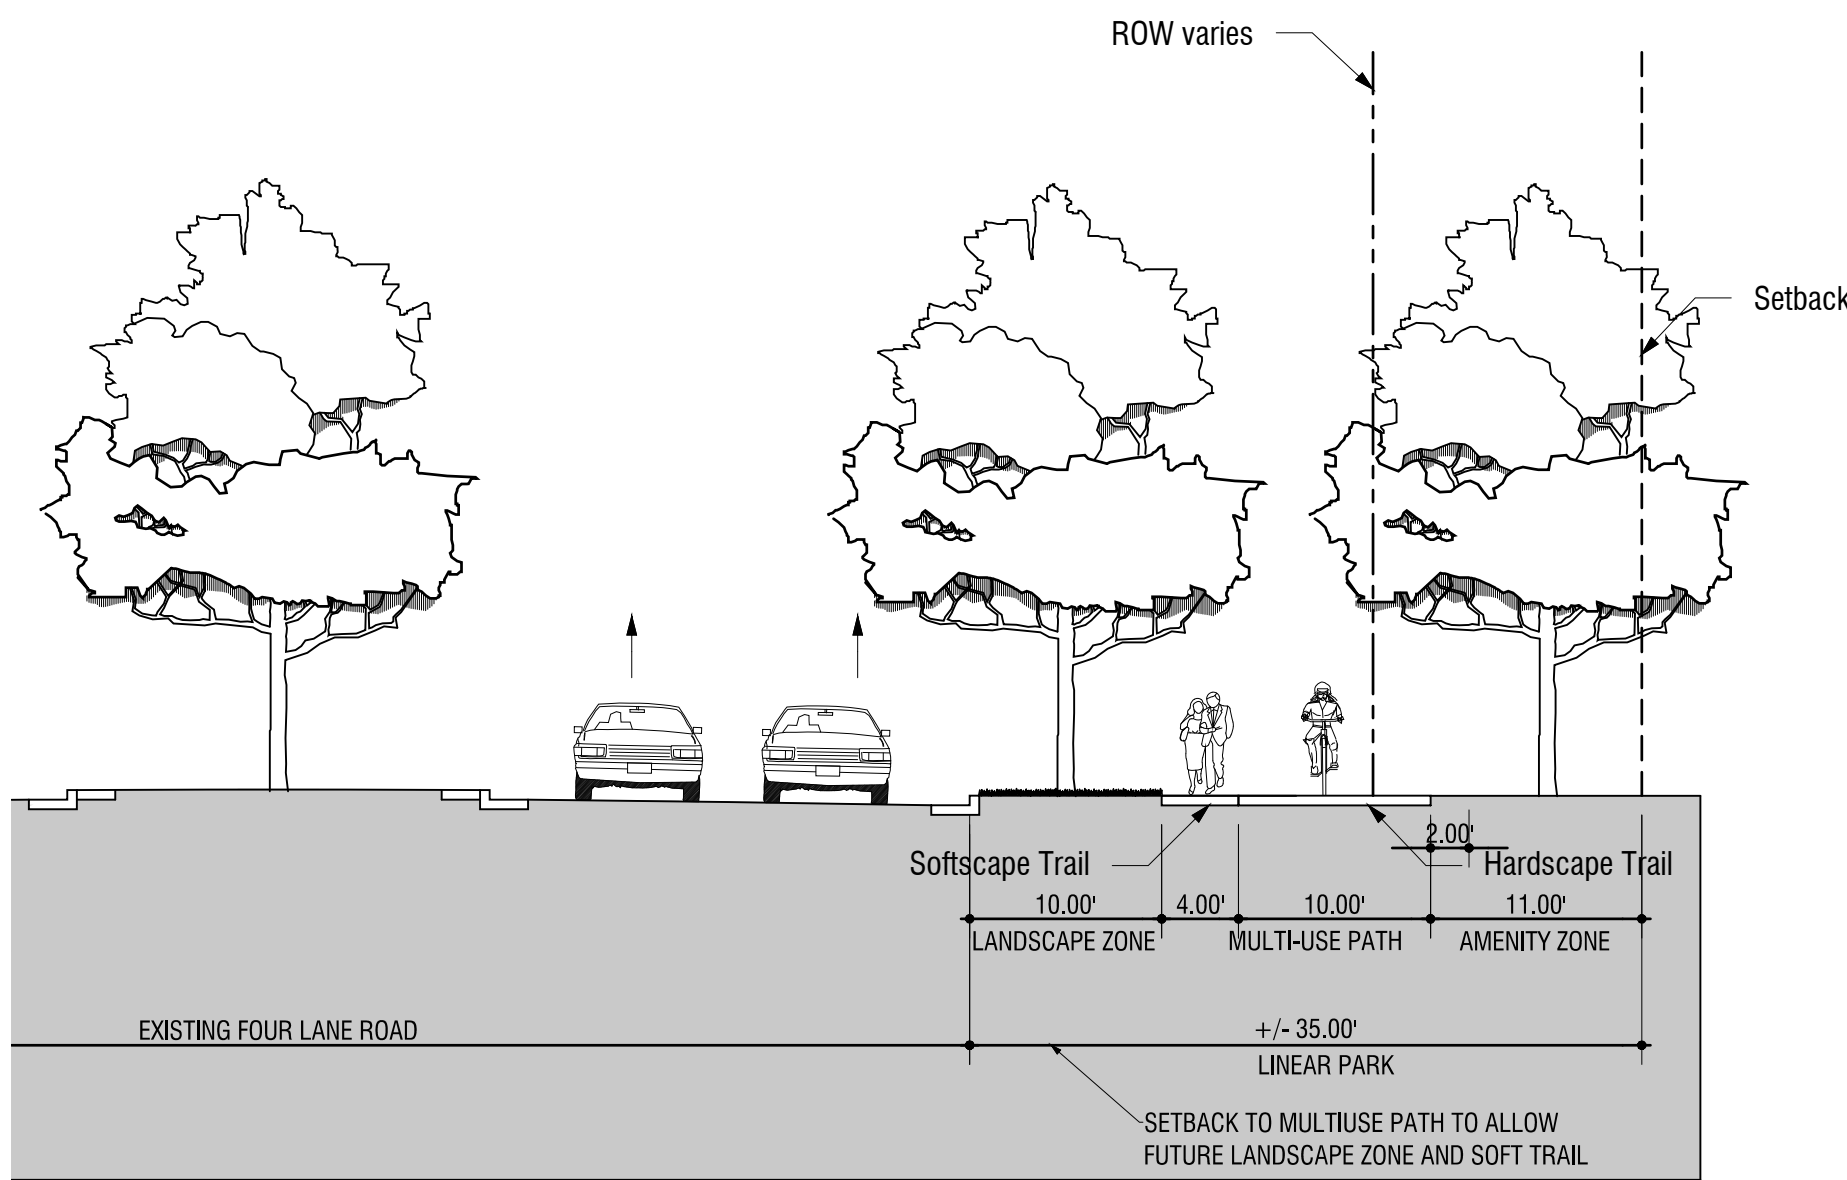 ROW varies
Setback
2.00'
Softscape Trail
Hardscape Trail
10.00'
4.00'
10.00'
11.00'
LANDSCAPE ZONE
MULTI-USE PATH
AMENITY ZONE
EXISTING FOUR LANE ROAD
+/- 35.00'
LINEAR PARK
SETBACK TO MULTIUSE PATH TO ALLOW
FUTURE LANDSCAPE ZONE AND SOFT TRAIL